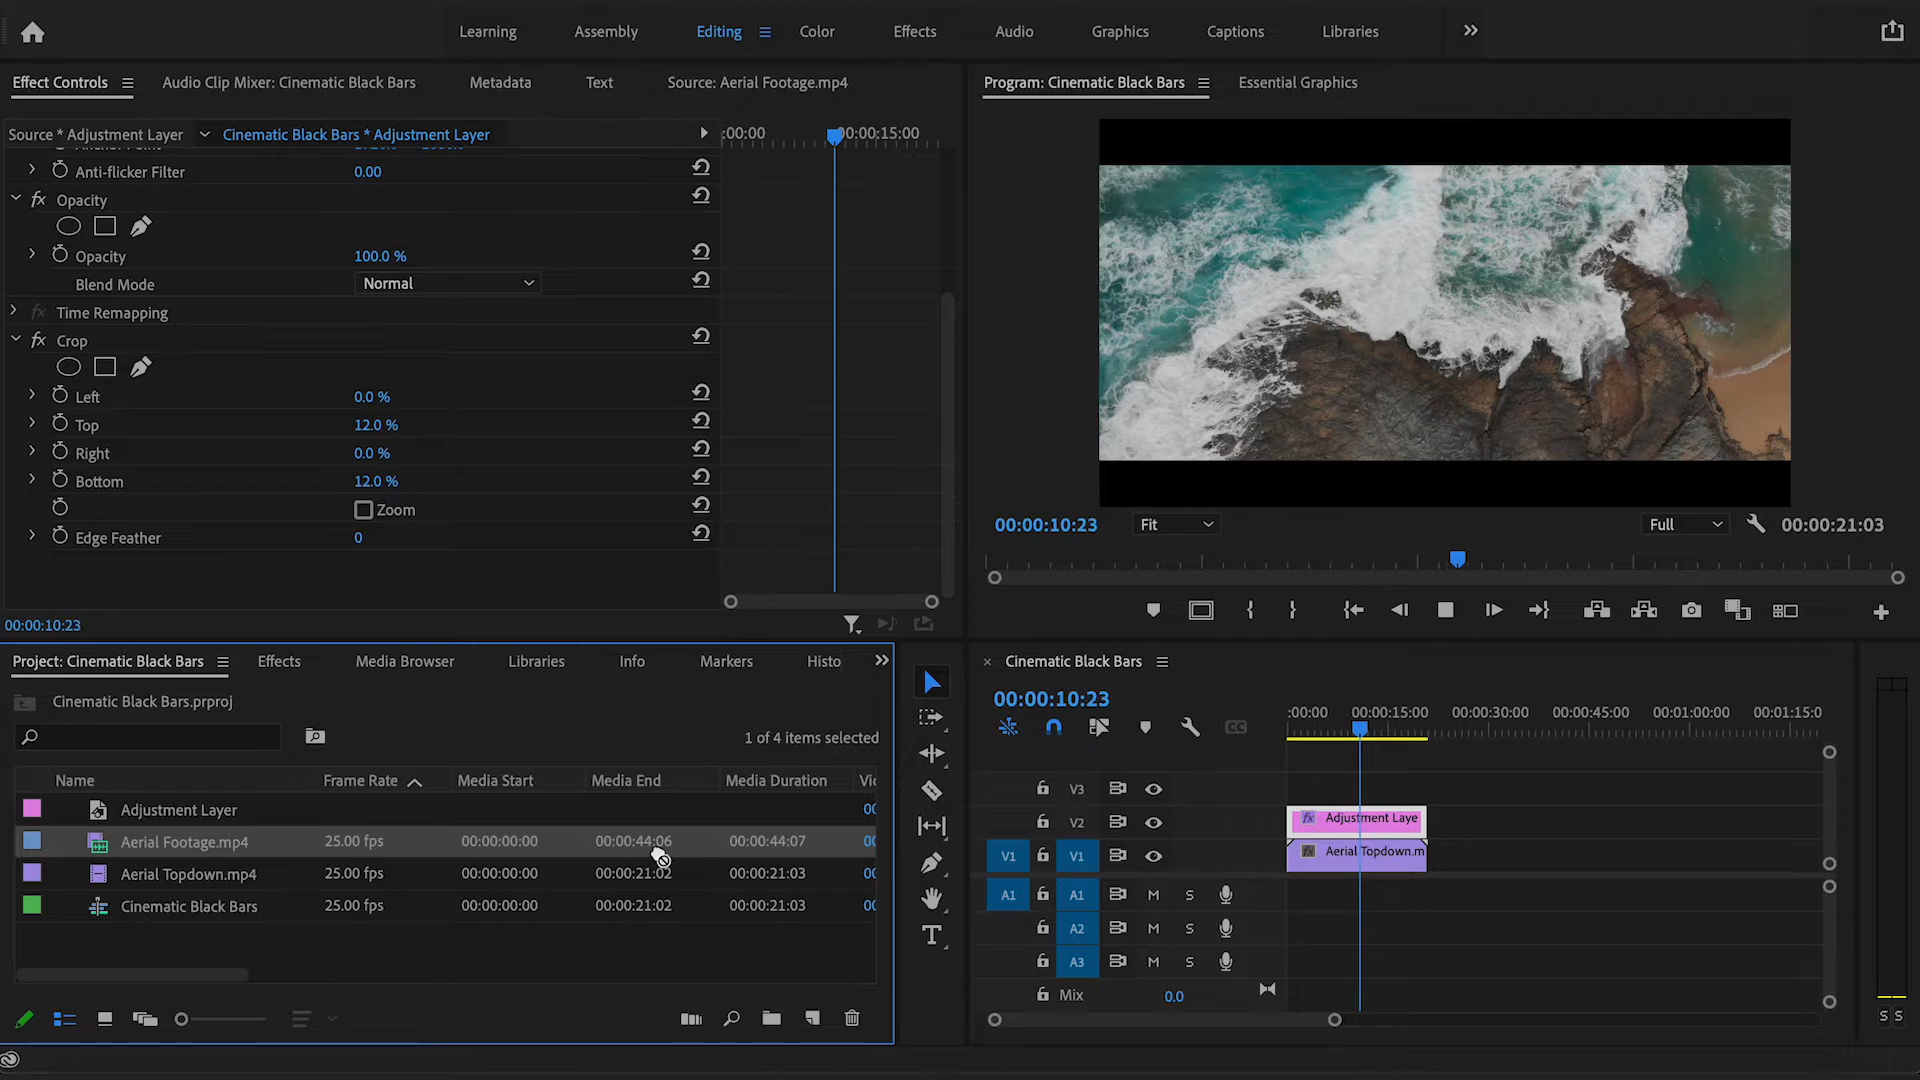 Learning Assembly Editing Color Effects Audio Graphics Captions Libraries
Effect Controls Audio Clip Mixer: Cinematic Black Bars Metadata Text Source: Aerial Footage.mp4
Source * Adjustment Layer Cinematic Black Bars * Adjustment Layer
:00:00 00:00:15:00
Anti-flicker Filter 0.00
fx Opacity
Opacity 100.0 %
Blend Mode Normal
fx Time Remapping
fx Crop
Left 0.0 %
Top 12.0 %
Right 0.0 %
Bottom 12.0 %
Zoom
Edge Feather 0
00:00:10:23
Program: Cinematic Black Bars Essential Graphics
00:00:10:23 Fit Full 00:00:21:03
Project: Cinematic Black Bars Effects Media Browser Libraries Info Markers Histo
Cinematic Black Bars.prproj
1 of 4 items selected
Name Frame Rate Media Start Media End Media Duration Vic
Adjustment Layer 00
Aerial Footage.mp4 25.00 fps 00:00:00:00 00:00:44:06 00:00:44:07 00
Aerial Topdown.mp4 25.00 fps 00:00:00:00 00:00:21:02 00:00:21:03 00
Cinematic Black Bars 25.00 fps 00:00:00:00 00:00:21:02 00:00:21:03 00
T
× Cinematic Black Bars
00:00:10:23
:00:00 00:00:15:00 00:00:30:00 00:00:45:00 00:01:00:00 00:01:15:0
CC
V3
V2 fx Adjustment Laye
V1 V1 fx Aerial Topdown.m
A1 A1 M S
A2 M S
A3 M S
Mix 0.0
S S